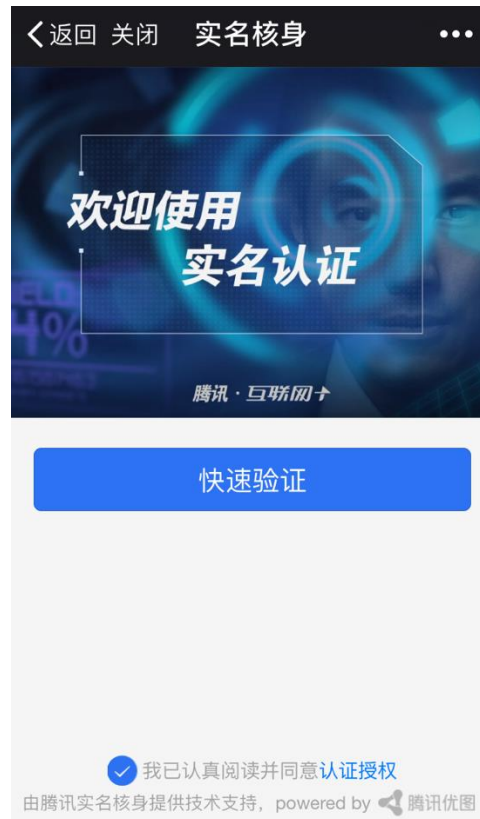 返回 关闭 实名核身
欢迎使用
实名认证
4%
腾讯·互联网+
快速验证
我已认真阅读并同意认证授权
由腾讯实名核身提供技术支持，powered by 腾讯优图